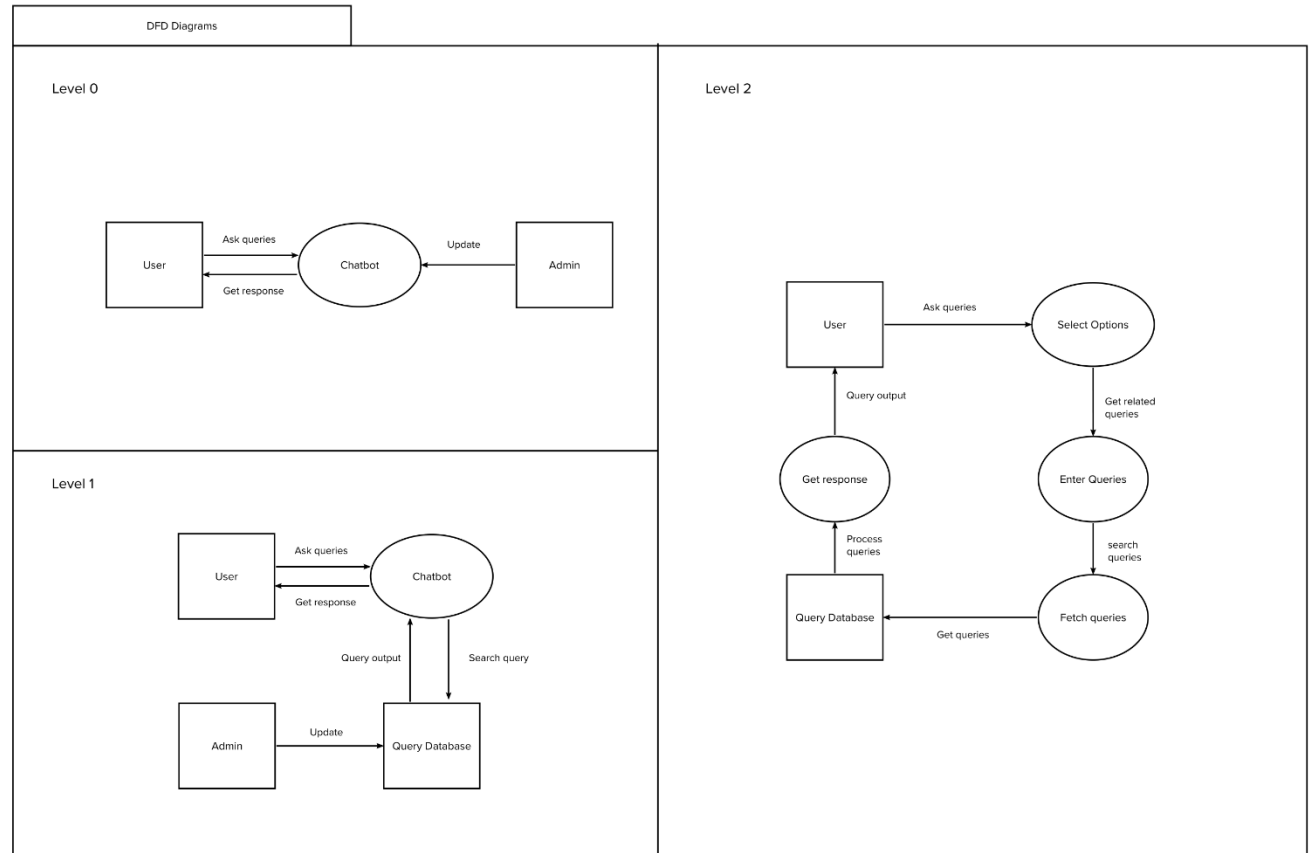 DFD Diagrams
Level 0
Ask queries
User
Get response
Chatbot
Update
Admin
Level 1
Ask queries
User
Get response
Chatbot
Query output
Search query
Admin
Update
Query Database
Level 2
User
Ask queries
Select Options
Query output
Get related
queries
Get response
Enter Queries
Process
queries
search
queries
Query Database
Get queries
Fetch queries